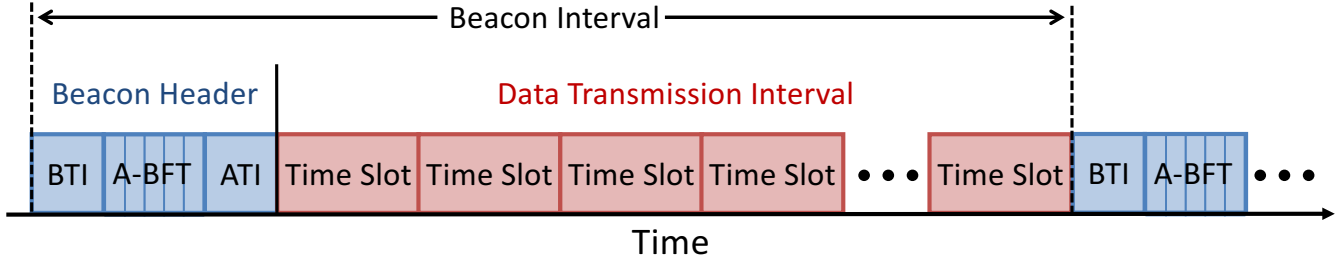 Beacon Interval
Beacon Header Data Transmission Interval
BTI A-BFT ATI Time Slot Time Slot Time Slot Time Slot ••• Time Slot BTI A-BFT •••
Time